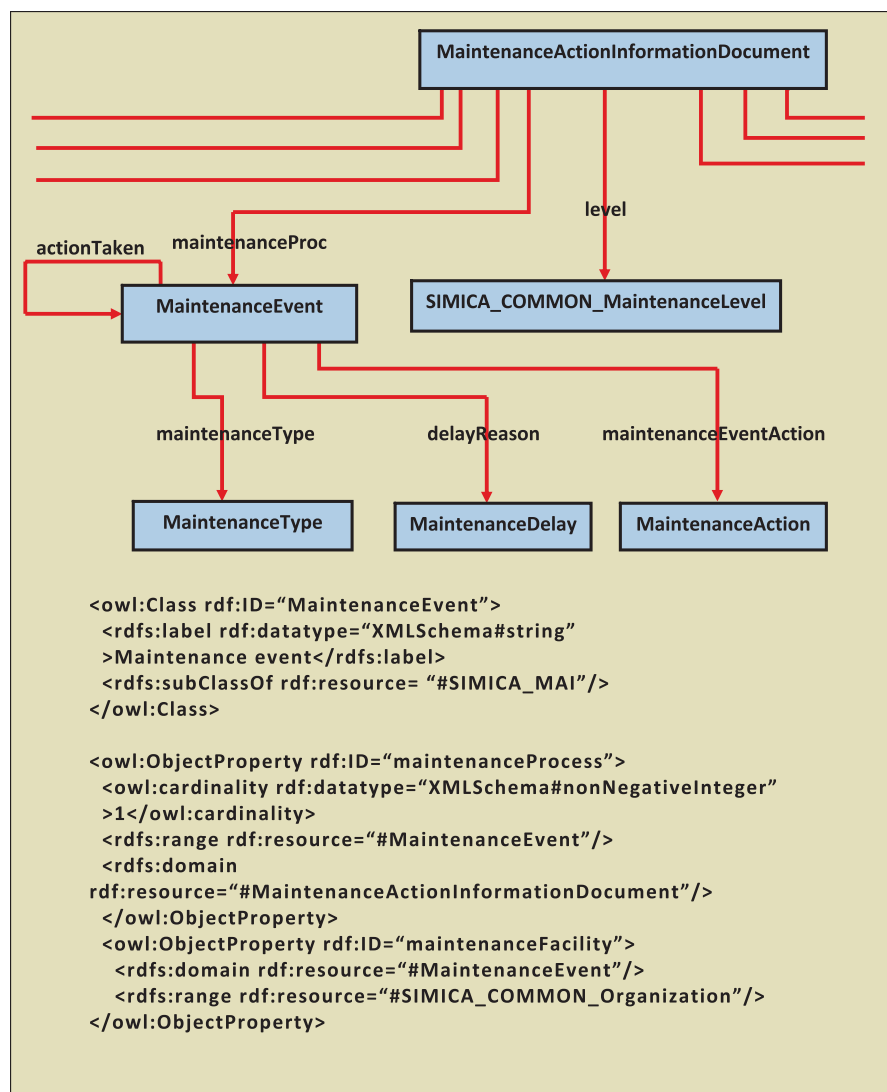 MaintenanceActionInformationDocument
level
maintenanceProc
actionTaken
MaintenanceEvent
SIMICA_COMMON_MaintenanceLevel
maintenanceType
delayReason
maintenanceEventAction
MaintenanceType
MaintenanceDelay
MaintenanceAction
<owl:Class rdf:ID=“MaintenanceEvent”>
<rdfs:label rdf:datatype=“XMLSchema#string”
>Maintenance event</rdfs:label>
<rdfs:subClassOf rdf:resource= “#SIMICA_MAI”/>
</owl:Class>
<owl:ObjectProperty rdf:ID=“maintenanceProcess”>
<owl:cardinality rdf:datatype=“XMLSchema#nonNegativeInteger”
>1</owl:cardinality>
<rdfs:range rdf:resource=“#MaintenanceEvent”/>
<rdfs:domain
rdf:resource=“#MaintenanceActionInformationDocument”/>
</owl:ObjectProperty>
<owl:ObjectProperty rdf:ID=“maintenanceFacility”>
<rdfs:domain rdf:resource=“#MaintenanceEvent”/>
<rdfs:range rdf:resource=“#SIMICA_COMMON_Organization”/>
</owl:ObjectProperty>